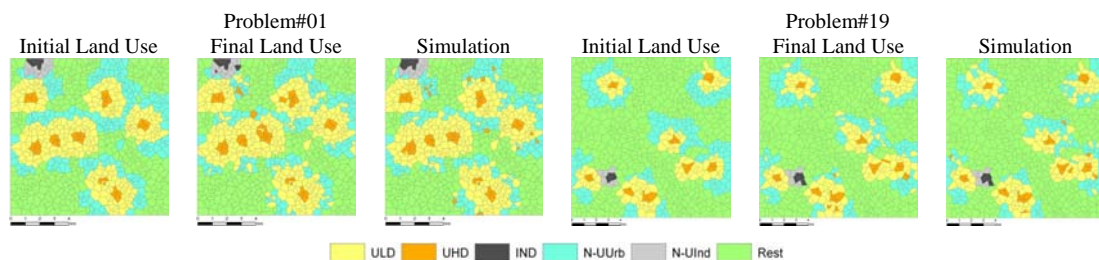 Problem#01
Initial Land Use Final Land Use Simulation
Problem#19
Initial Land Use Final Land Use Simulation
ULD UHD IND N-UUrb N-UInd Rest